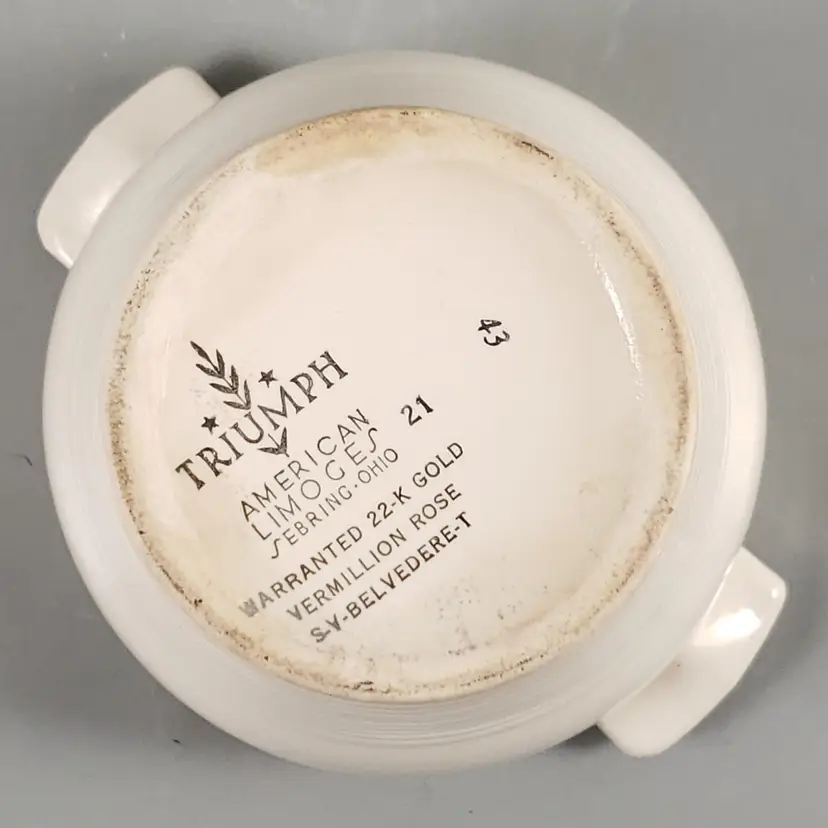 43
TRIUMPH
AMERICAN
LIMOGES 21
SEBRING·OHIO
WARRANTED 22-K GOLD
VERMILLION ROSE
S-V-BELVEDERE-T